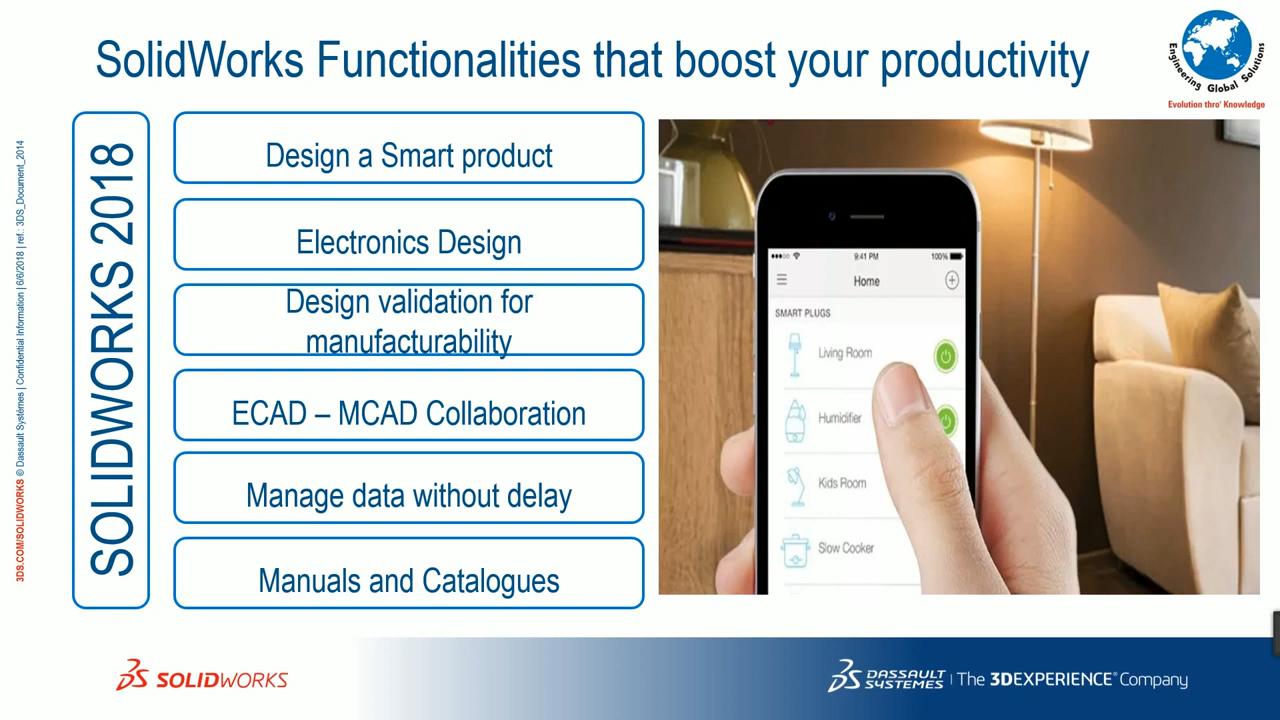 SolidWorks Functionalities that boost your productivity
Engineering Global Solutions
Evolution thro' Knowledge
3DS.COM/SOLIDWORKS © Dassault Systèmes | Confidential Information | 6/6/2018 | ref.: 3DS_Document_2014
SOLIDWORKS 2018
Design a Smart product
Electronics Design
Design validation for
manufacturability
ECAD – MCAD Collaboration
Manage data without delay
Manuals and Catalogues
9:41 PM
100%
Home
SMART PLUGS
Living Room
Humidifier
Kids Room
Slow Cooker
SOLIDWORKS
DASSAULT
SYSTEMES
The 3DEXPERIENCE® Company